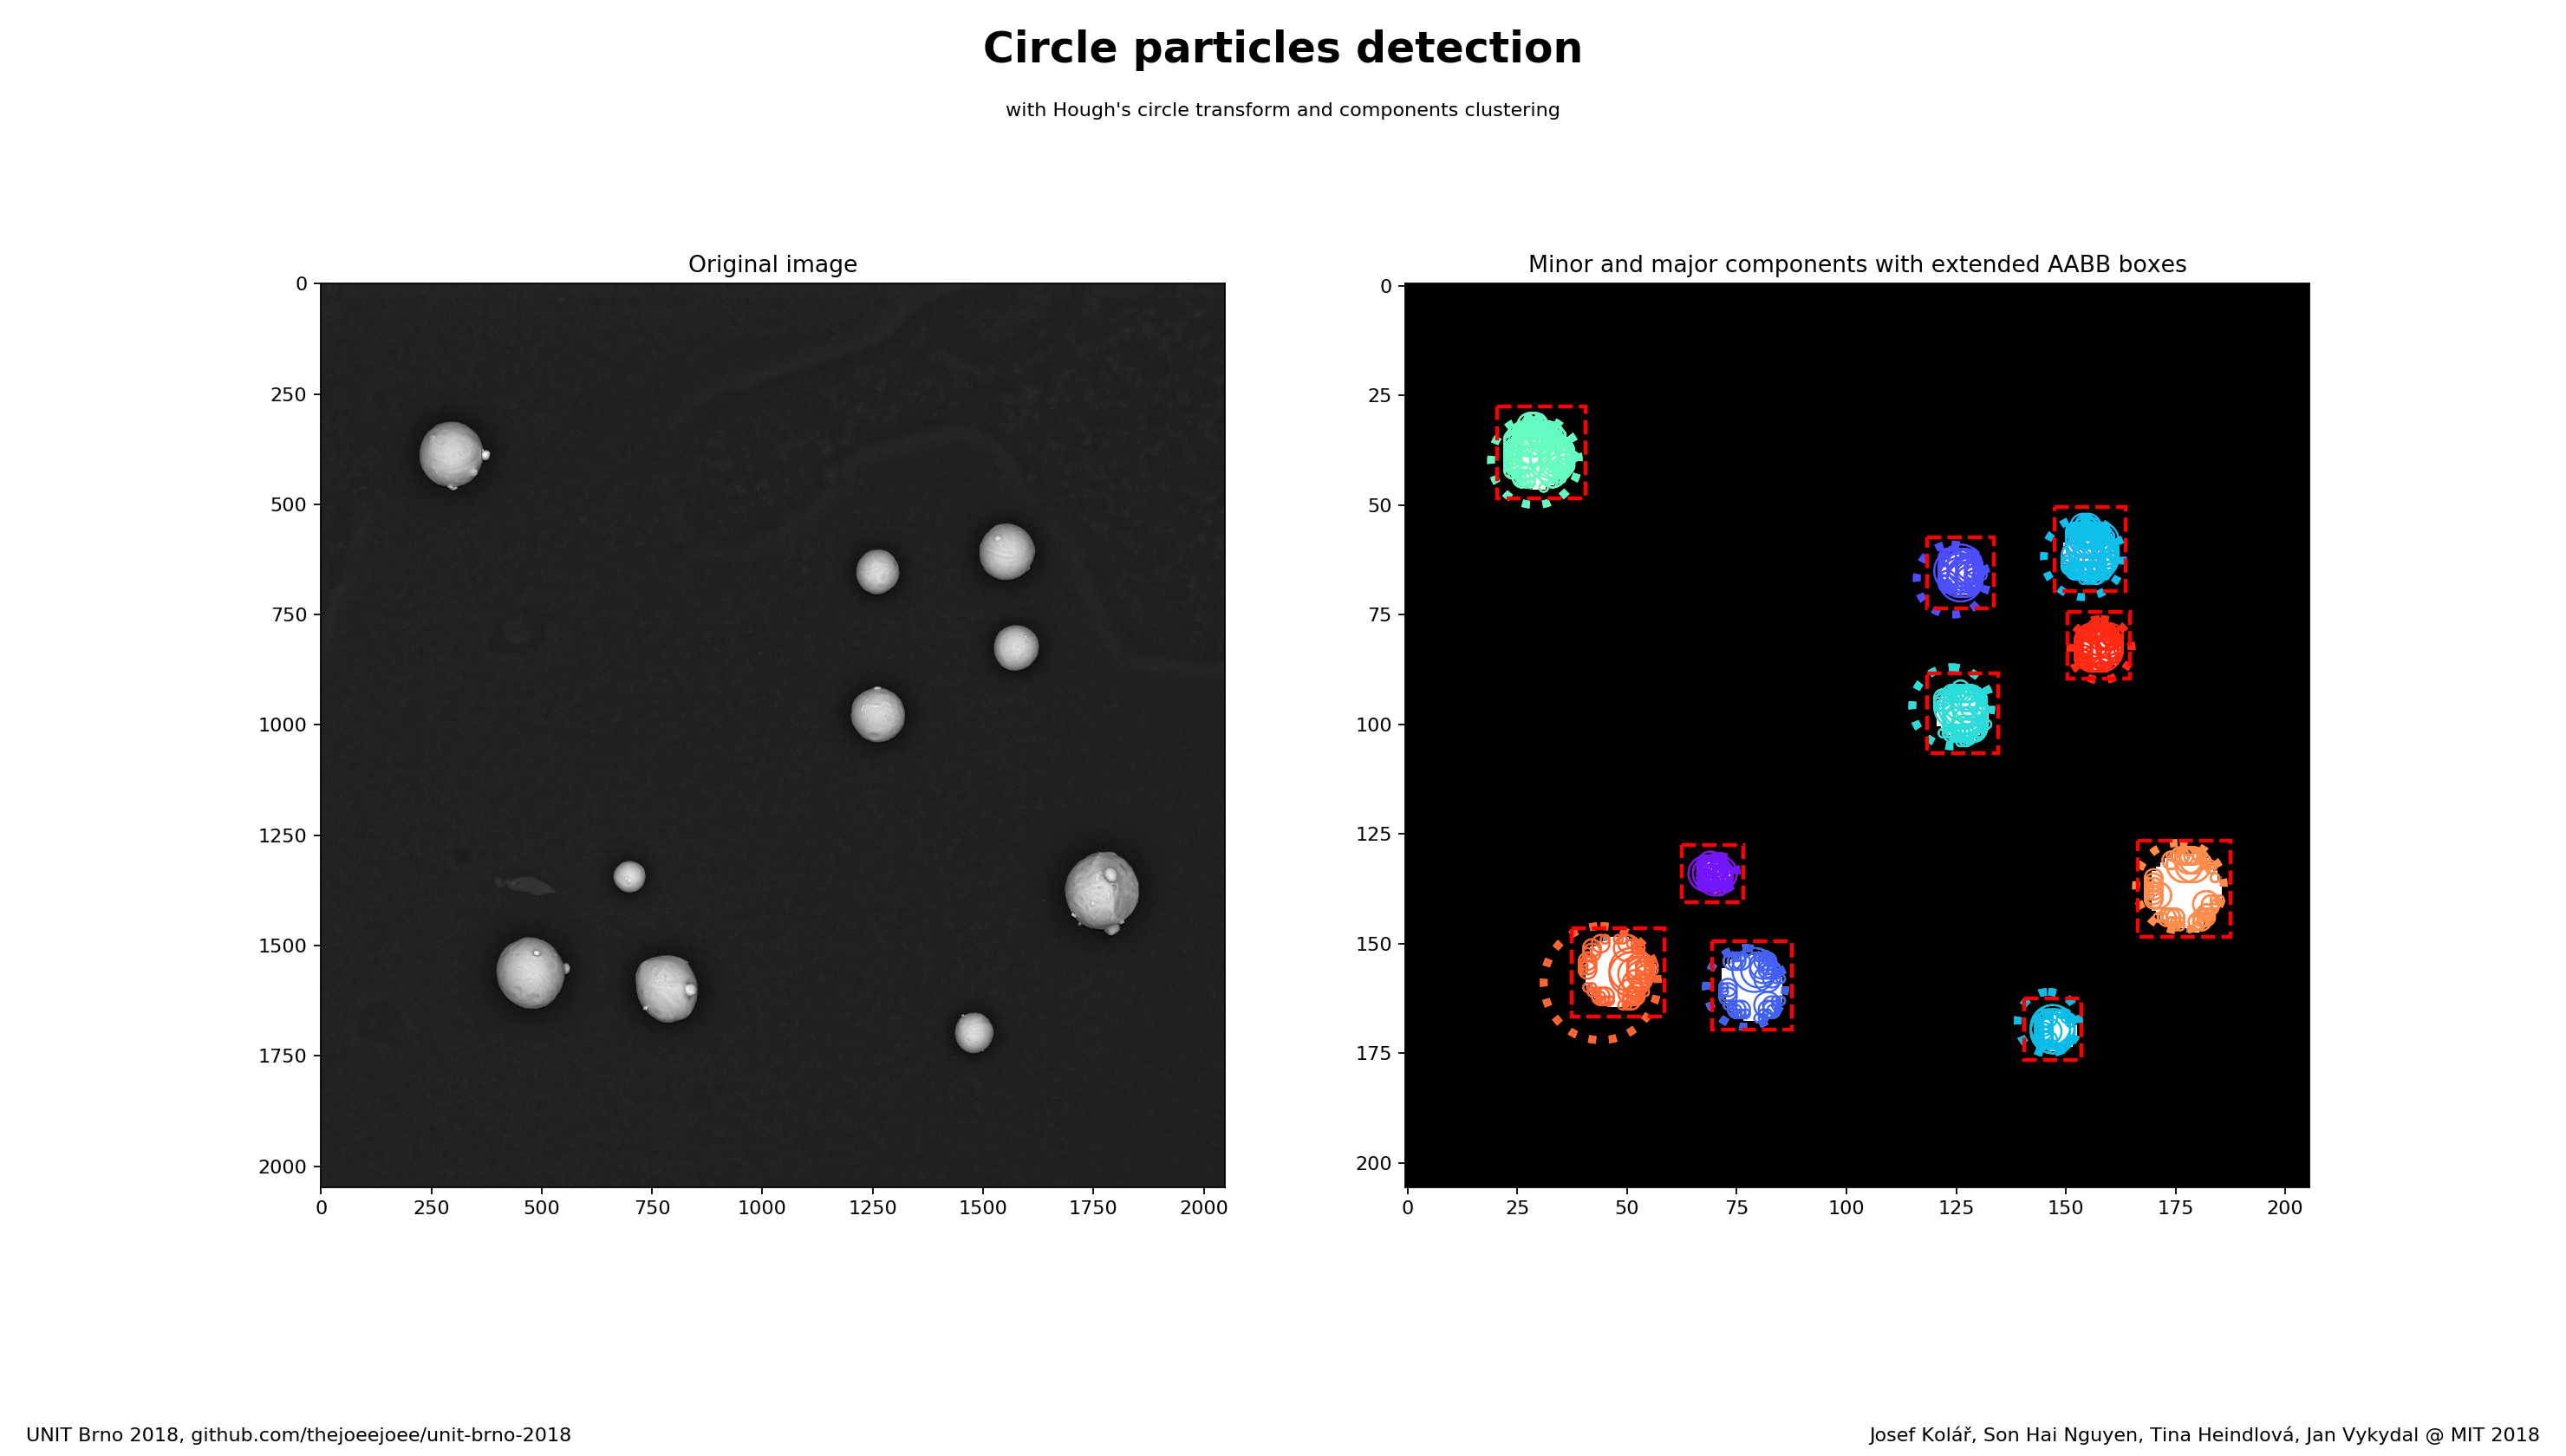 Circle particles detection
with Hough's circle transform and components clustering
Original image
0
250
500
750
1000
1250
1500
1750
2000
0 250 500 750 1000 1250 1500 1750 2000
Minor and major components with extended AABB boxes
0
25
50
75
100
125
150
175
200
0 25 50 75 100 125 150 175 200
UNIT Brno 2018, github.com/thejoeejoee/unit-brno-2018
Josef Kolář, Son Hai Nguyen, Tina Heindlová, Jan Vykydal @ MIT 2018